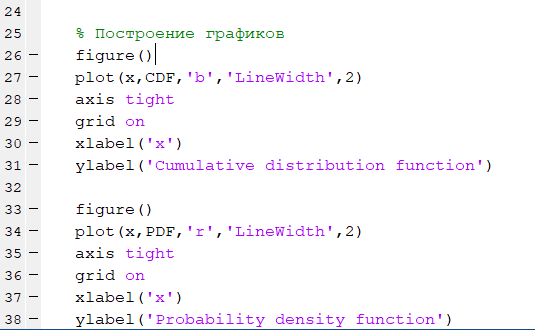 24
25 % Построение графиков
26 – figure()
27 – plot(x,CDF,'b','LineWidth',2)
28 – axis tight
29 – grid on
30 – xlabel('x')
31 – ylabel('Cumulative distribution function')
32
33 – figure()
34 – plot(x,PDF,'r','LineWidth',2)
35 – axis tight
36 – grid on
37 – xlabel('x')
38 – ylabel('Probability density function')